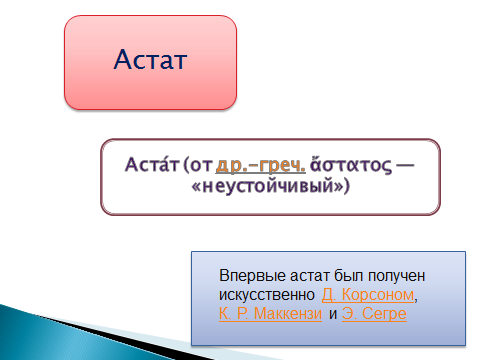 Астат
Аста́т (от др.-греч. ἄστατος —
«неустойчивый»)
Впервые астат был получен
искусственно Д. Корсоном,
К. Р. Маккензи и Э. Сегре